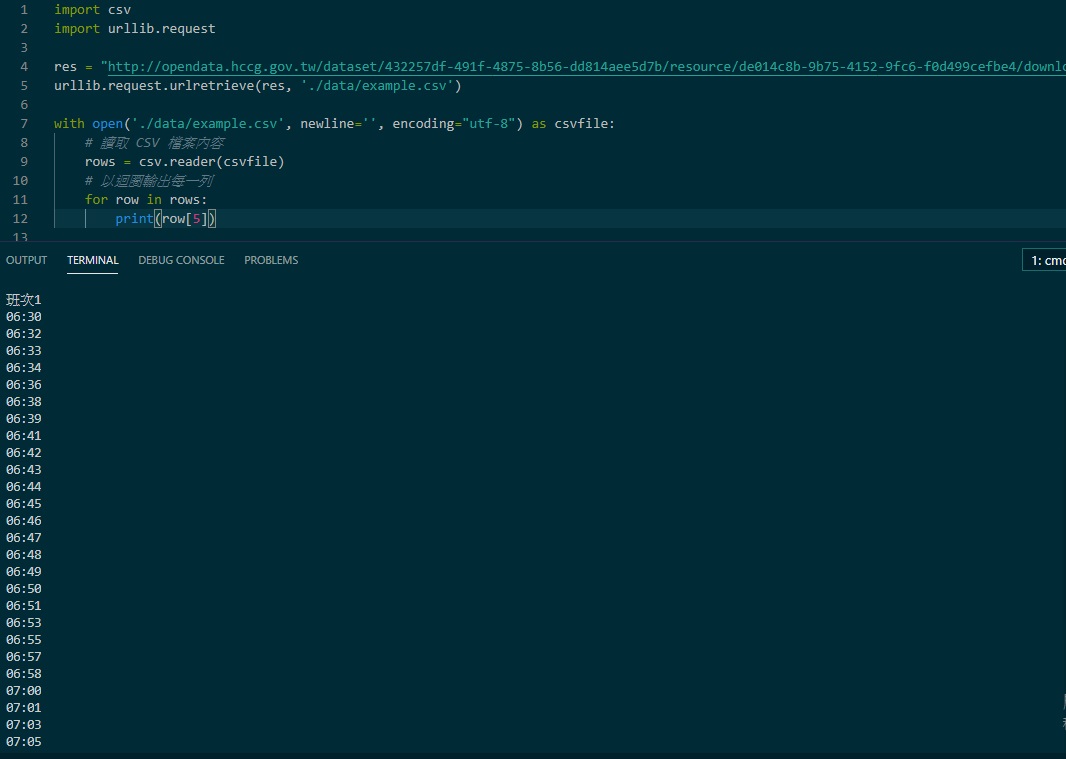 1 import csv
2 import urllib.request
3
4 res = "http://opendata.hccg.gov.tw/dataset/432257df-491f-4875-8b56-dd814aee5d7b/resource/de014c8b-9b75-4152-9fc6-f0d499cefbe4/downlo
5 urllib.request.urlretrieve(res, './data/example.csv')
6
7 with open('./data/example.csv', newline='', encoding="utf-8") as csvfile:
8 # 讀取 CSV 檔案內容
9 rows = csv.reader(csvfile)
10 # 以迴圈輸出每一列
11 for row in rows:
12 print(row[5])
13
OUTPUT TERMINAL DEBUG CONSOLE PROBLEMS 1: cmd
班次1
06:30
06:32
06:33
06:34
06:36
06:38
06:39
06:41
06:42
06:43
06:44
06:45
06:46
06:47
06:48
06:49
06:50
06:51
06:53
06:55
06:57
06:58
07:00
07:01
07:03
07:05